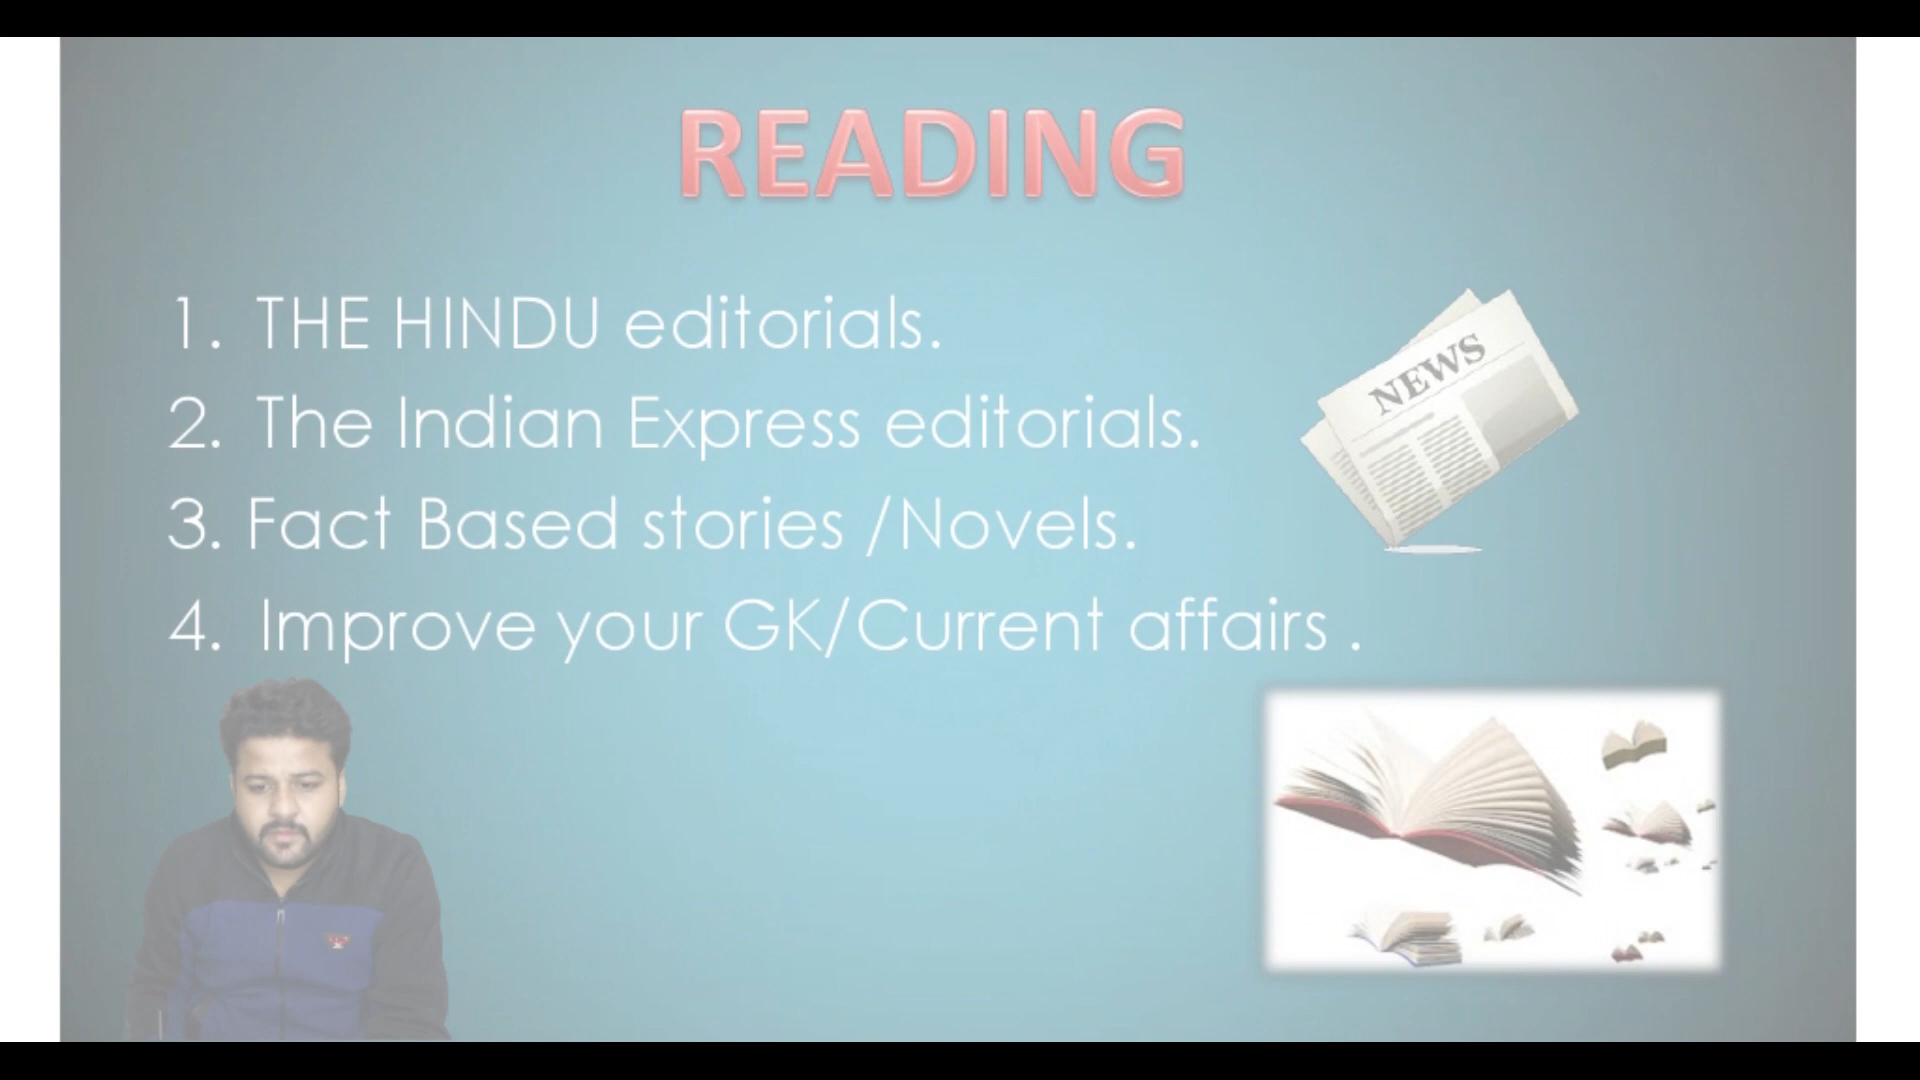 READING
1. THE HINDU editorials.
2. The Indian Express editorials.
NEWS
3. Fact Based stories /Novels.
4. Improve your GK/Current affairs .